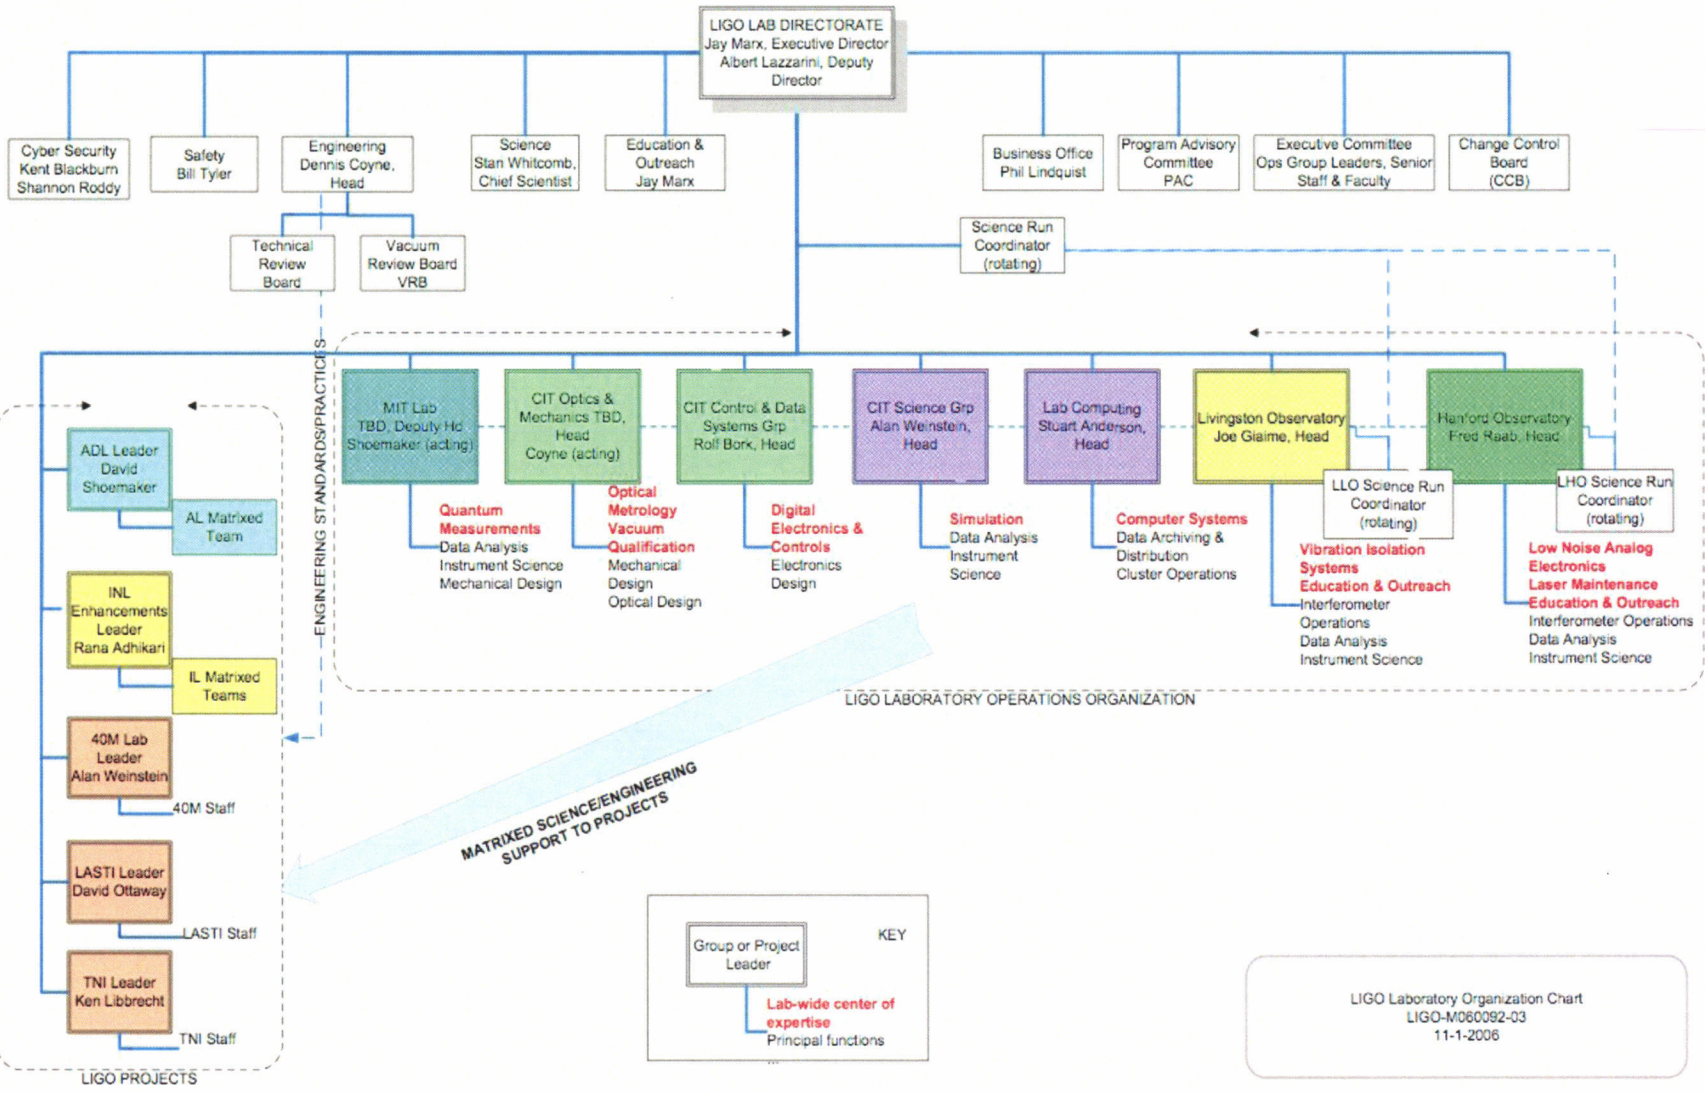 LIGO LAB DIRECTORATE
Jay Marx, Executive Director
Albert Lazzarini, Deputy
Director
Cyber Security
Kent Blackburn
Shannon Roddy
Safety
Bill Tyler
Engineering
Dennis Coyne,
Head
Science
Stan Whitcomb,
Chief Scientist
Education &
Outreach
Jay Marx
Business Office
Phil Lindquist
Program Advisory
Committee
PAC
Executive Committee
Ops Group Leaders, Senior
Staff & Faculty
Change Control
Board
(CCB)
Technical
Review
Board
Vacuum
Review Board
VRB
Science Run
Coordinator
(rotating)
ENGINEERING STANDARDS/PRACTICES
MIT Lab
TBD, Deputy Hd
Shoemaker (acting)
CIT Optics &
Mechanics TBD,
Head
Coyne (acting)
CIT Control & Data
Systems Grp
Rolf Bork, Head
CIT Science Grp
Alan Weinstein,
Head
Lab Computing
Stuart Anderson,
Head
Livingston Observatory
Joe Giaime, Head
Hanford Observatory
Fred Raab, Head
LLO Science Run
Coordinator
(rotating)
LHO Science Run
Coordinator
(rotating)
Quantum
Measurements
Data Analysis
Instrument Science
Mechanical Design
Optical
Metrology
Vacuum
Qualification
Mechanical
Design
Optical Design
Digital
Electronics &
Controls
Electronics
Design
Simulation
Data Analysis
Instrument
Science
Computer Systems
Data Archiving &
Distribution
Cluster Operations
Vibration Isolation
Systems
Education & Outreach
Interferometer
Operations
Data Analysis
Instrument Science
Low Noise Analog
Electronics
Laser Maintenance
Education & Outreach
Interferometer Operations
Data Analysis
Instrument Science
LIGO LABORATORY OPERATIONS ORGANIZATION
ADL Leader
David
Shoemaker
AL Matrixed
Team
INL
Enhancements
Leader
Rana Adhikari
IL Matrixed
Teams
40M Lab
Leader
Alan Weinstein
40M Staff
LASTI Leader
David Ottaway
LASTI Staff
TNI Leader
Ken Libbrecht
TNI Staff
LIGO PROJECTS
MATRIXED SCIENCE/ENGINEERING
SUPPORT TO PROJECTS
KEY
Group or Project
Leader
Lab-wide center of
expertise
Principal functions
LIGO Laboratory Organization Chart
LIGO-M060092-03
11-1-2006